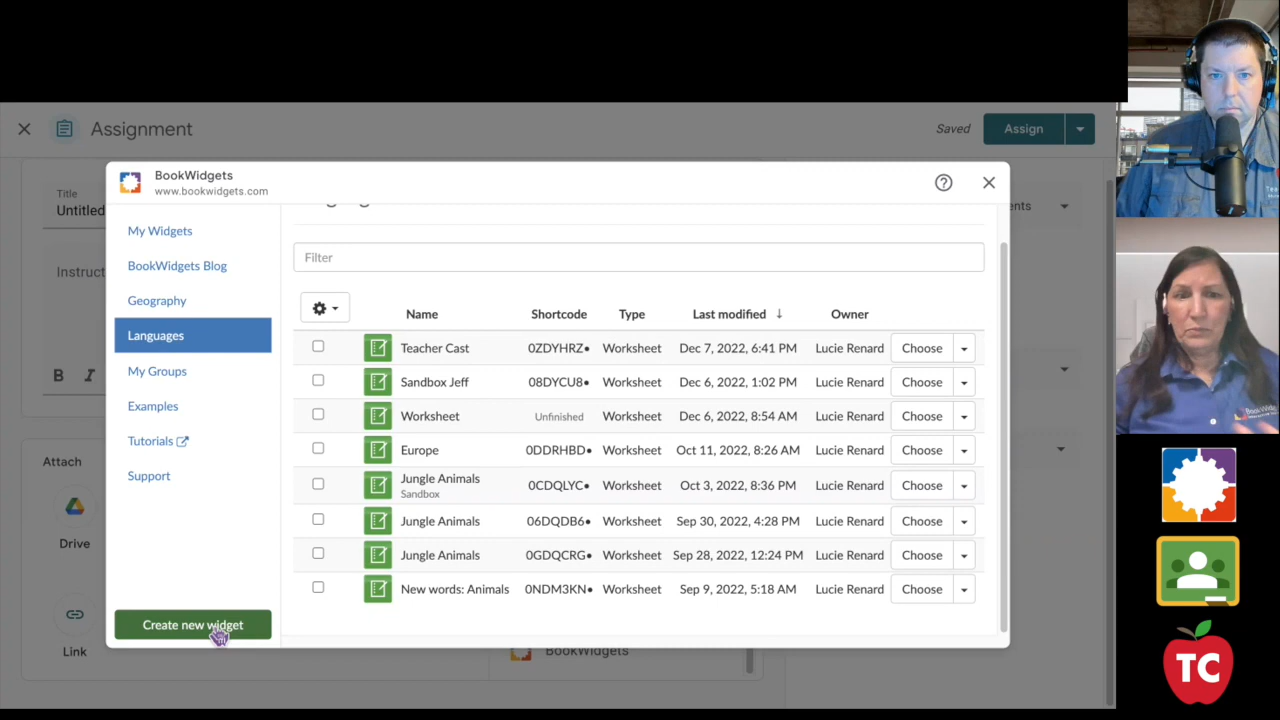 Assignment
Saved
Assign
BookWidgets
www.bookwidgets.com
Title
Untitled
Instruct
B I
Attach
Drive
Link
My Widgets
BookWidgets Blog
Geography
Languages
My Groups
Examples
Tutorials
Support
Create new widget
Filter
Name Shortcode Type Last modified ↓ Owner
Teacher Cast 0ZDYHRZ• Worksheet Dec 7, 2022, 6:41 PM Lucie Renard Choose
Sandbox Jeff 08DYCU8• Worksheet Dec 6, 2022, 1:02 PM Lucie Renard Choose
Worksheet Unfinished Worksheet Dec 6, 2022, 8:54 AM Lucie Renard Choose
Europe 0DDRHBD• Worksheet Oct 11, 2022, 8:26 AM Lucie Renard Choose
Jungle Animals 0CDQLYC• Worksheet Oct 3, 2022, 8:36 PM Lucie Renard Choose
Sandbox
Jungle Animals 06DQDB6• Worksheet Sep 30, 2022, 4:28 PM Lucie Renard Choose
Jungle Animals 0GDQCRG• Worksheet Sep 28, 2022, 12:24 PM Lucie Renard Choose
New words: Animals 0NDM3KN• Worksheet Sep 9, 2022, 5:18 AM Lucie Renard Choose
BookWidgets
ents
TC